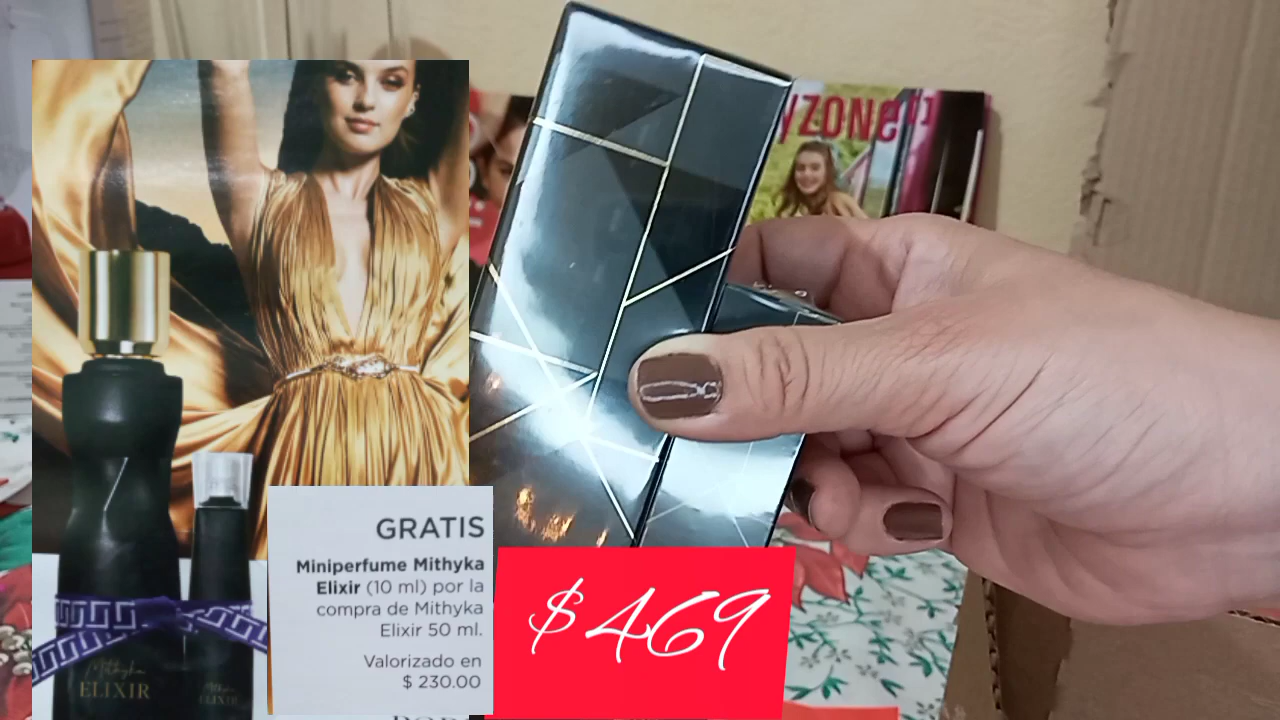 yZONe[]
GRATIS
Miniperfume Mithyka
Elixir (10 ml) por la
compra de Mithyka
Elixir 50 ml.
Valorizado en
$ 230.00
$469
Mithyka
ELIXIR
Mithyka
ELIXIR